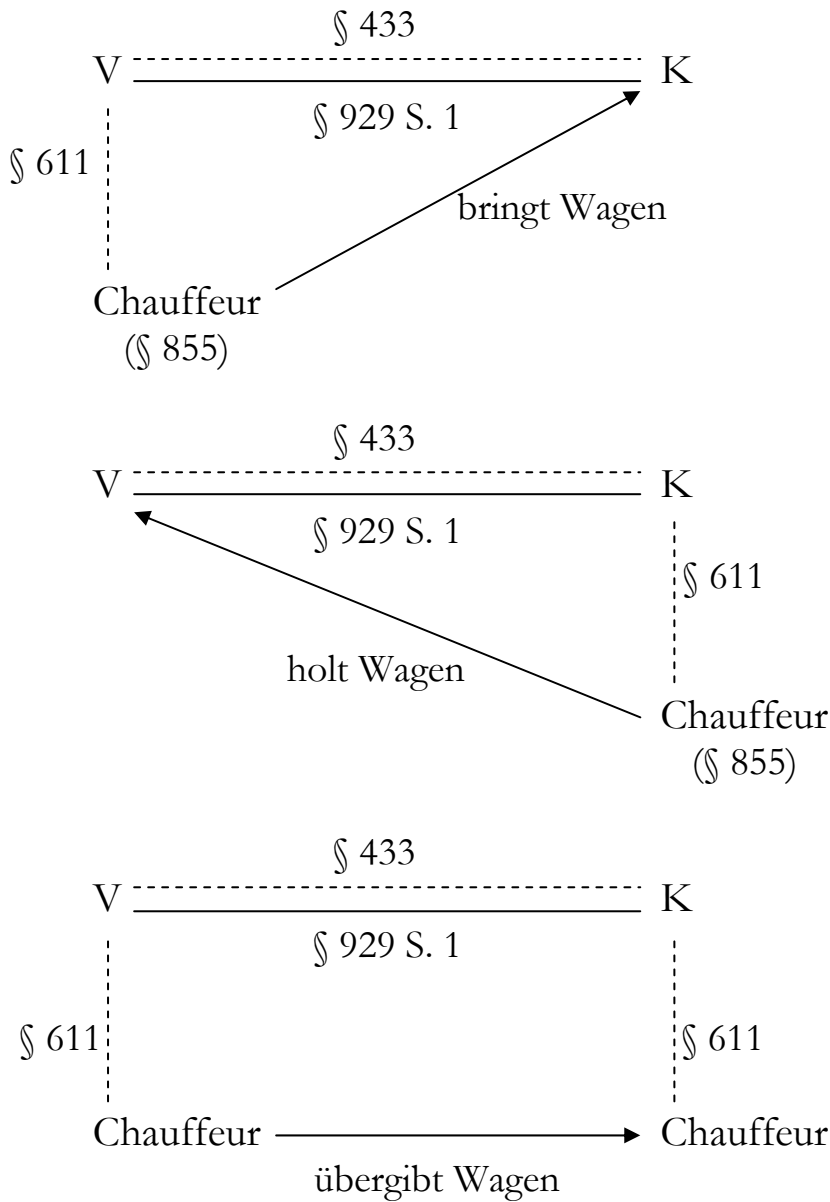 § 433
V K
§ 929 S. 1
§ 611
bringt Wagen
Chauffeur
(§ 855)
§ 433
V K
§ 929 S. 1
§ 611
holt Wagen
Chauffeur
(§ 855)
§ 433
V K
§ 929 S. 1
§ 611 § 611
Chauffeur Chauffeur
übergibt Wagen